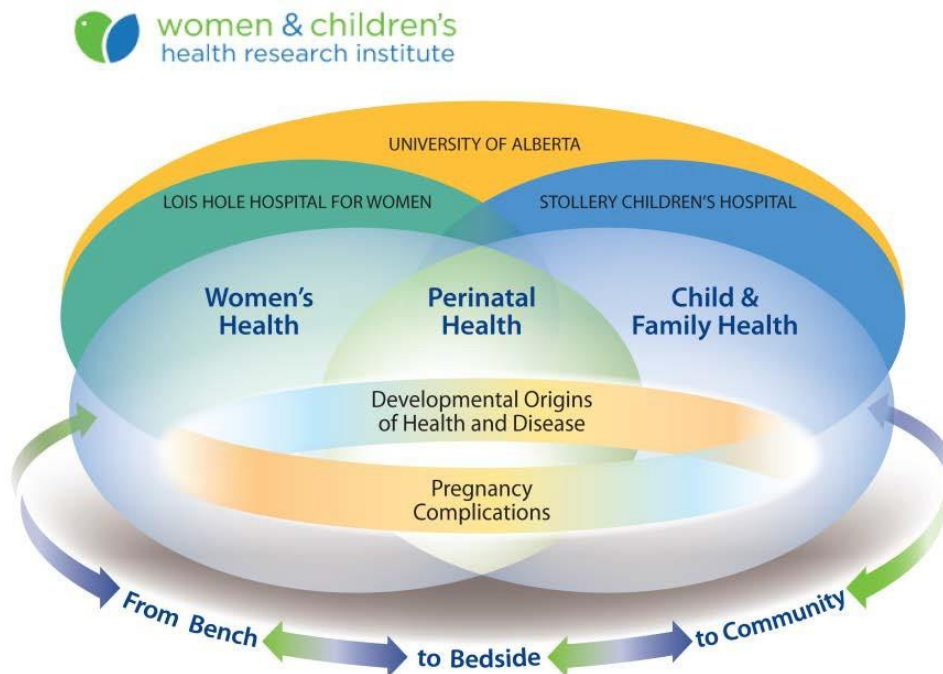 women & children's
health research institute
UNIVERSITY OF ALBERTA
LOIS HOLE HOSPITAL FOR WOMEN
STOLLERY CHILDREN'S HOSPITAL
Women's
Health
Perinatal
Health
Child &
Family Health
Developmental Origins
of Health and Disease
Pregnancy
Complications
From Bench
to Bedside
to Community